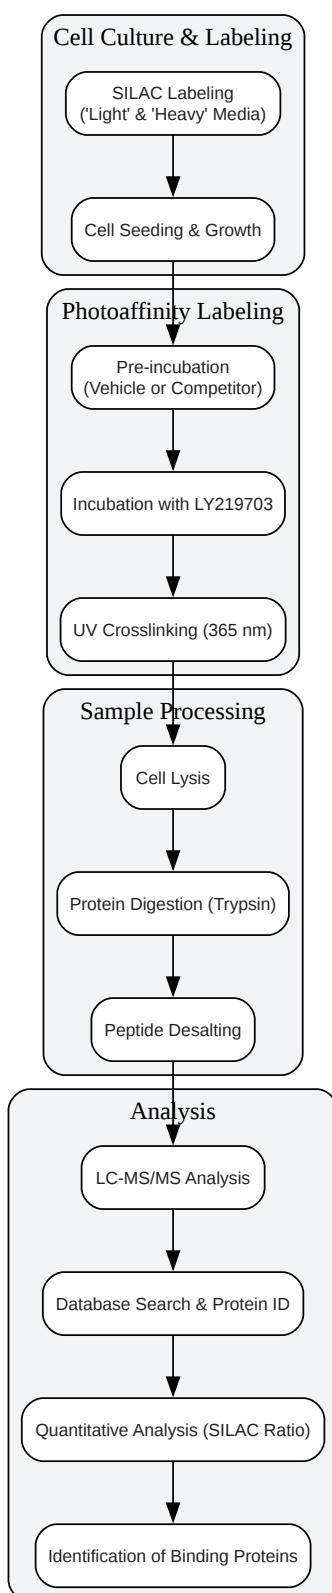 Cell Culture & Labeling
SILAC Labeling
('Light' & 'Heavy' Media)
Cell Seeding & Growth
Photoaffinity Labeling
Pre-incubation
(Vehicle or Competitor)
Incubation with LY219703
UV Crosslinking (365 nm)
Sample Processing
Cell Lysis
Protein Digestion (Trypsin)
Peptide Desalting
Analysis
LC-MS/MS Analysis
Database Search & Protein ID
Quantitative Analysis (SILAC Ratio)
Identification of Binding Proteins